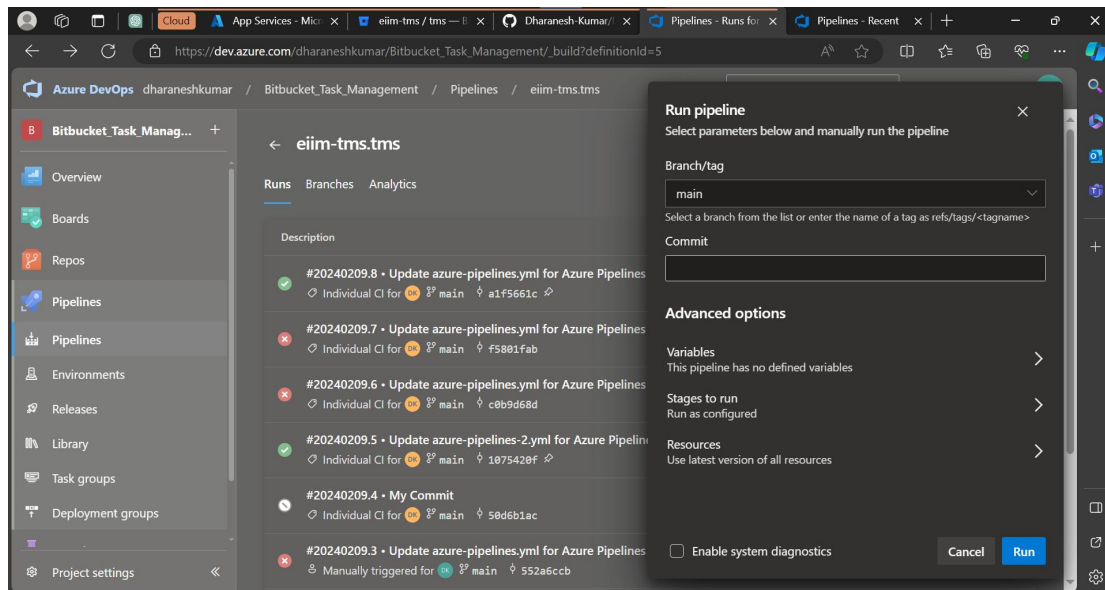 Cloud
App Services - Micr
eiim-tms / tms — B
Dharanesh-Kumar/
Pipelines - Runs for
Pipelines - Recent
https://dev.azure.com/dharaneshkumar/Bitbucket_Task_Management/_build?definitionId=5
Azure DevOps dharaneshkumar / Bitbucket_Task_Management / Pipelines / eiim-tms.tms
B Bitbucket_Task_Manag... +
Overview
Boards
Repos
Pipelines
Pipelines
Environments
Releases
Library
Task groups
Deployment groups
Project settings
eiim-tms.tms
Runs Branches Analytics
Description
#20240209.8 • Update azure-pipelines.yml for Azure Pipelines
Individual CI for DK main a1f5661c
#20240209.7 • Update azure-pipelines.yml for Azure Pipelines
Individual CI for DK main f5801fab
#20240209.6 • Update azure-pipelines.yml for Azure Pipelines
Individual CI for DK main c0b9d68d
#20240209.5 • Update azure-pipelines-2.yml for Azure Pipelin
Individual CI for DK main 1075420f
#20240209.4 • My Commit
Individual CI for DK main 50d6b1ac
#20240209.3 • Update azure-pipelines.yml for Azure Pipelines
Manually triggered for DK main 552a6ccb
Run pipeline
Select parameters below and manually run the pipeline
Branch/tag
main
Select a branch from the list or enter the name of a tag as refs/tags/<tagname>
Commit
Advanced options
Variables
This pipeline has no defined variables
Stages to run
Run as configured
Resources
Use latest version of all resources
Enable system diagnostics
Cancel Run